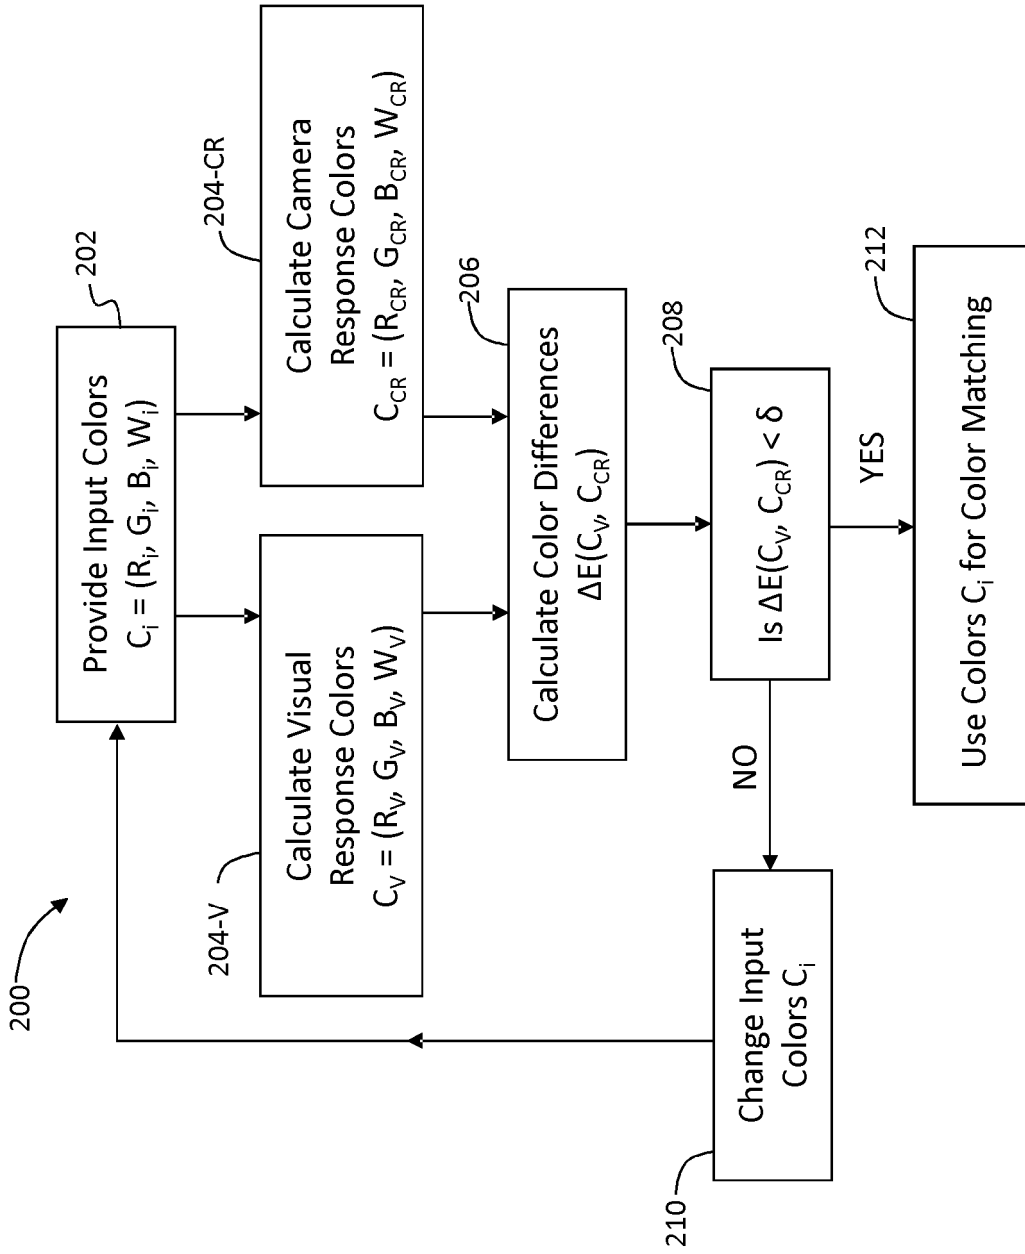 200
202
Provide Input Colors
Cᵢ = (Rᵢ, Gᵢ, Bᵢ, Wᵢ)
204-V
Calculate Visual
Response Colors
C_V = (R_V, G_V, B_V, W_V)
204-CR
Calculate Camera
Response Colors
C_CR = (R_CR, G_CR, B_CR, W_CR)
206
Calculate Color Differences
ΔE(C_V, C_CR)
208
Is ΔE(C_V, C_CR) < δ
NO
YES
210
Change Input
Colors Cᵢ
212
Use Colors Cᵢ for Color Matching